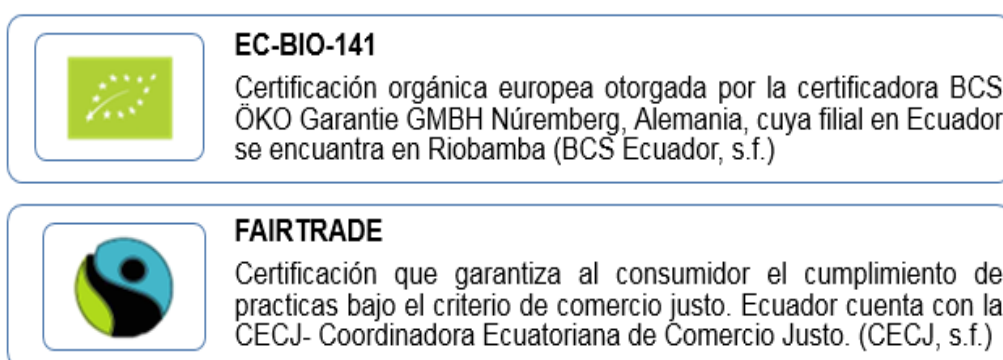 EC-BIO-141
Certificación orgánica europea otorgada por la certificadora BCS
ÖKO Garantie GMBH Núremberg, Alemania, cuya filial en Ecuador
se encuantra en Riobamba (BCS Ecuador, s.f.)
FAIRTRADE
Certificación que garantiza al consumidor el cumplimiento de
practicas bajo el criterio de comercio justo. Ecuador cuenta con la
CECJ- Coordinadora Ecuatoriana de Comercio Justo. (CECJ, s.f.)